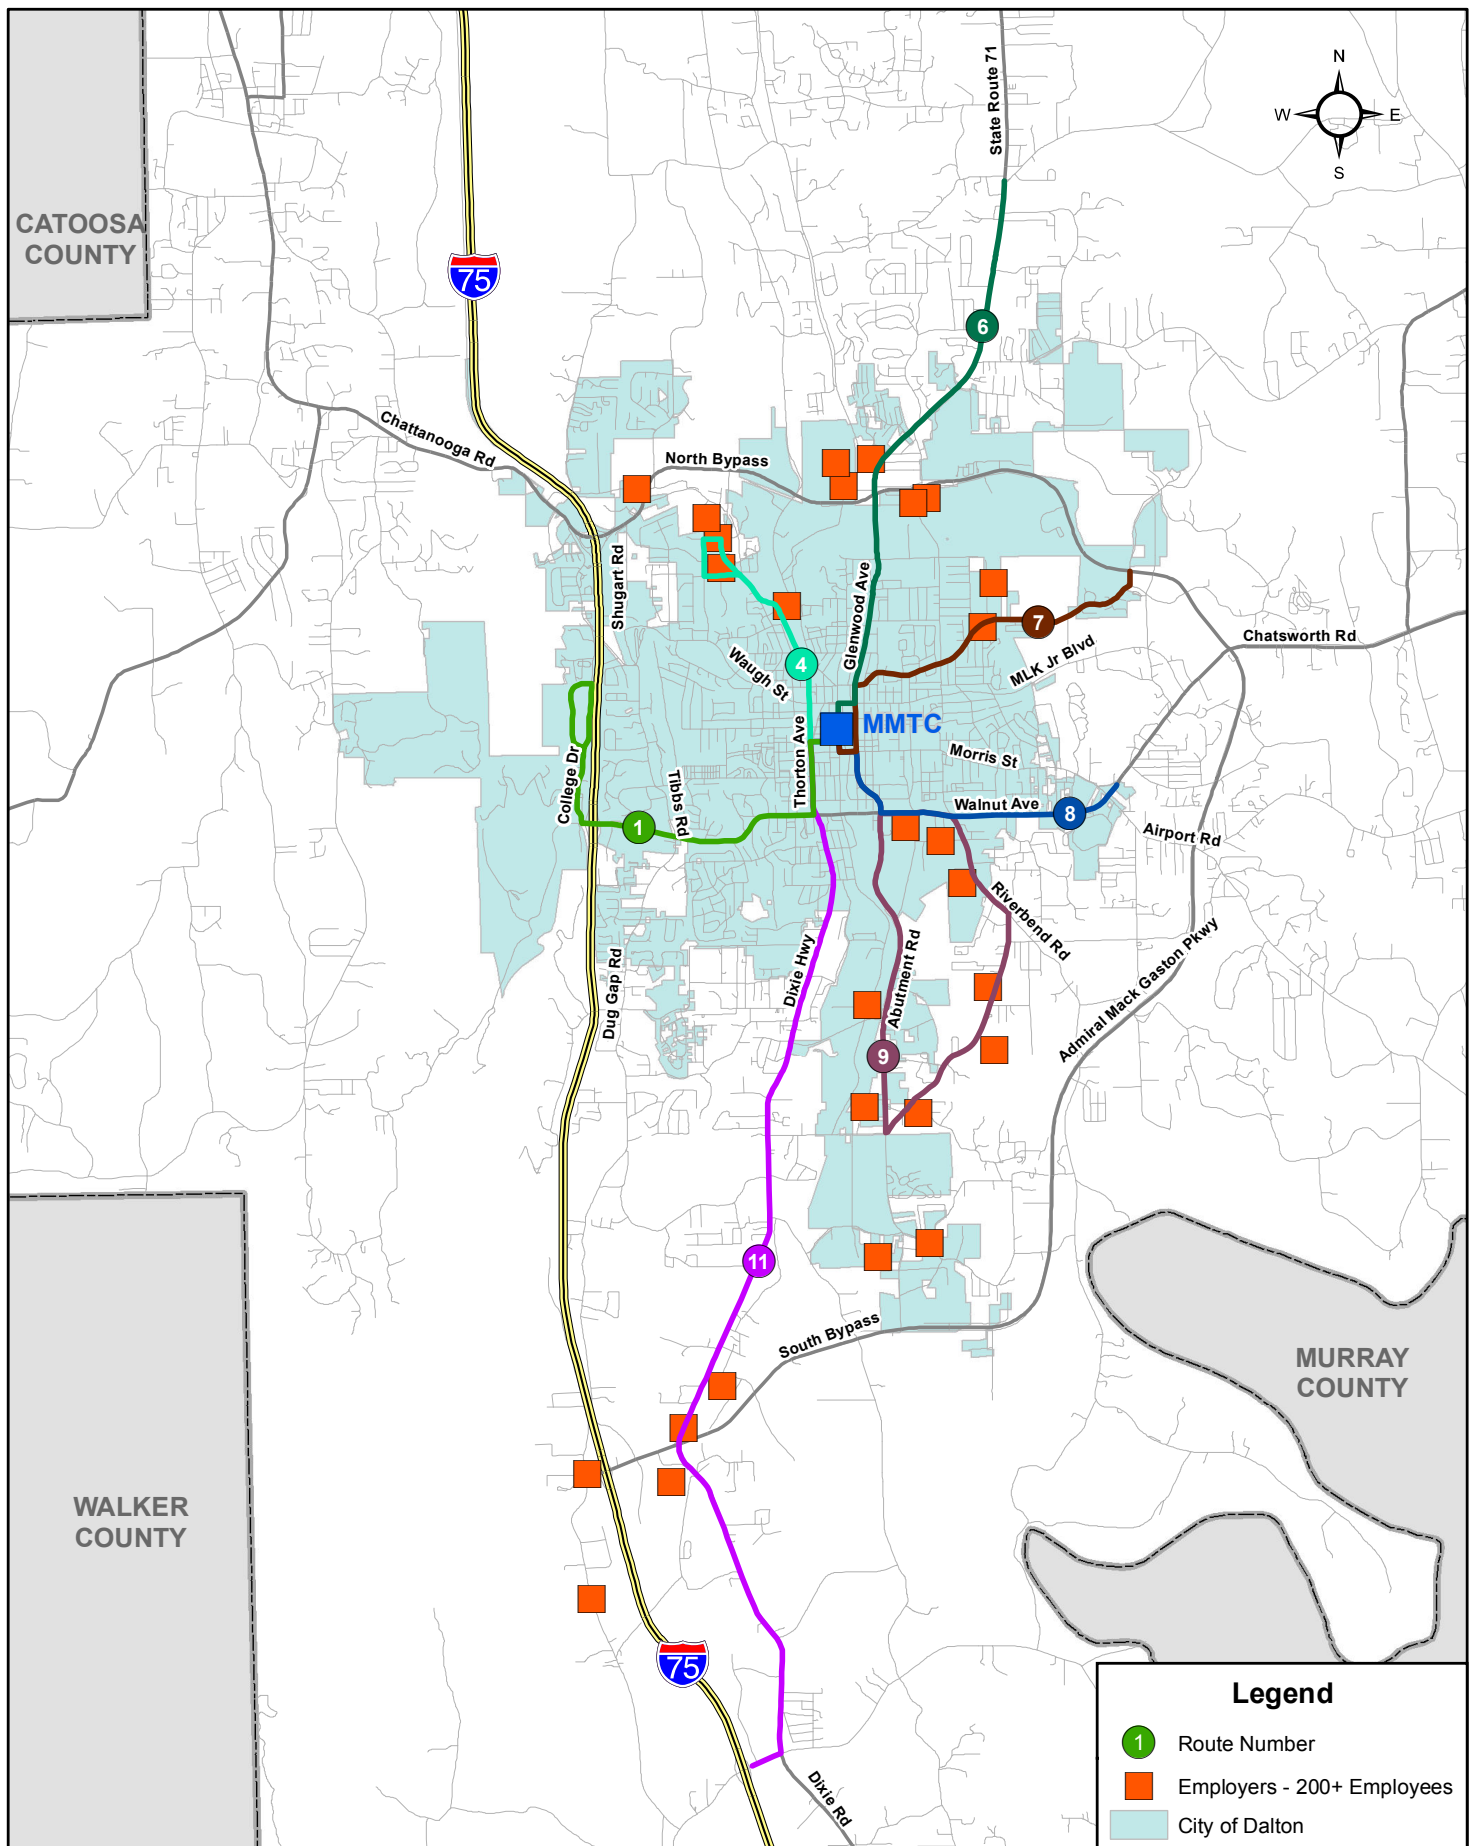 State Route 71
N
W
E
S
CATOOSA
COUNTY
75
6
Chattanooga Rd
North Bypass
Shugart Rd
Glenwood Ave
7
Chatsworth Rd
MLK Jr Blvd
4
Waugh St
MMTC
Thorton Ave
Morris St
College Dr
Tibbs Rd
Walnut Ave
8
1
Airport Rd
Riverbend Rd
Dug Gap Rd
Dixie Hwy
Abutment Rd
Admiral Mack Gaston Pkwy
9
11
South Bypass
MURRAY
COUNTY
WALKER
COUNTY
75
Dixie Rd
Legend
1 Route Number
Employers - 200+ Employees
City of Dalton